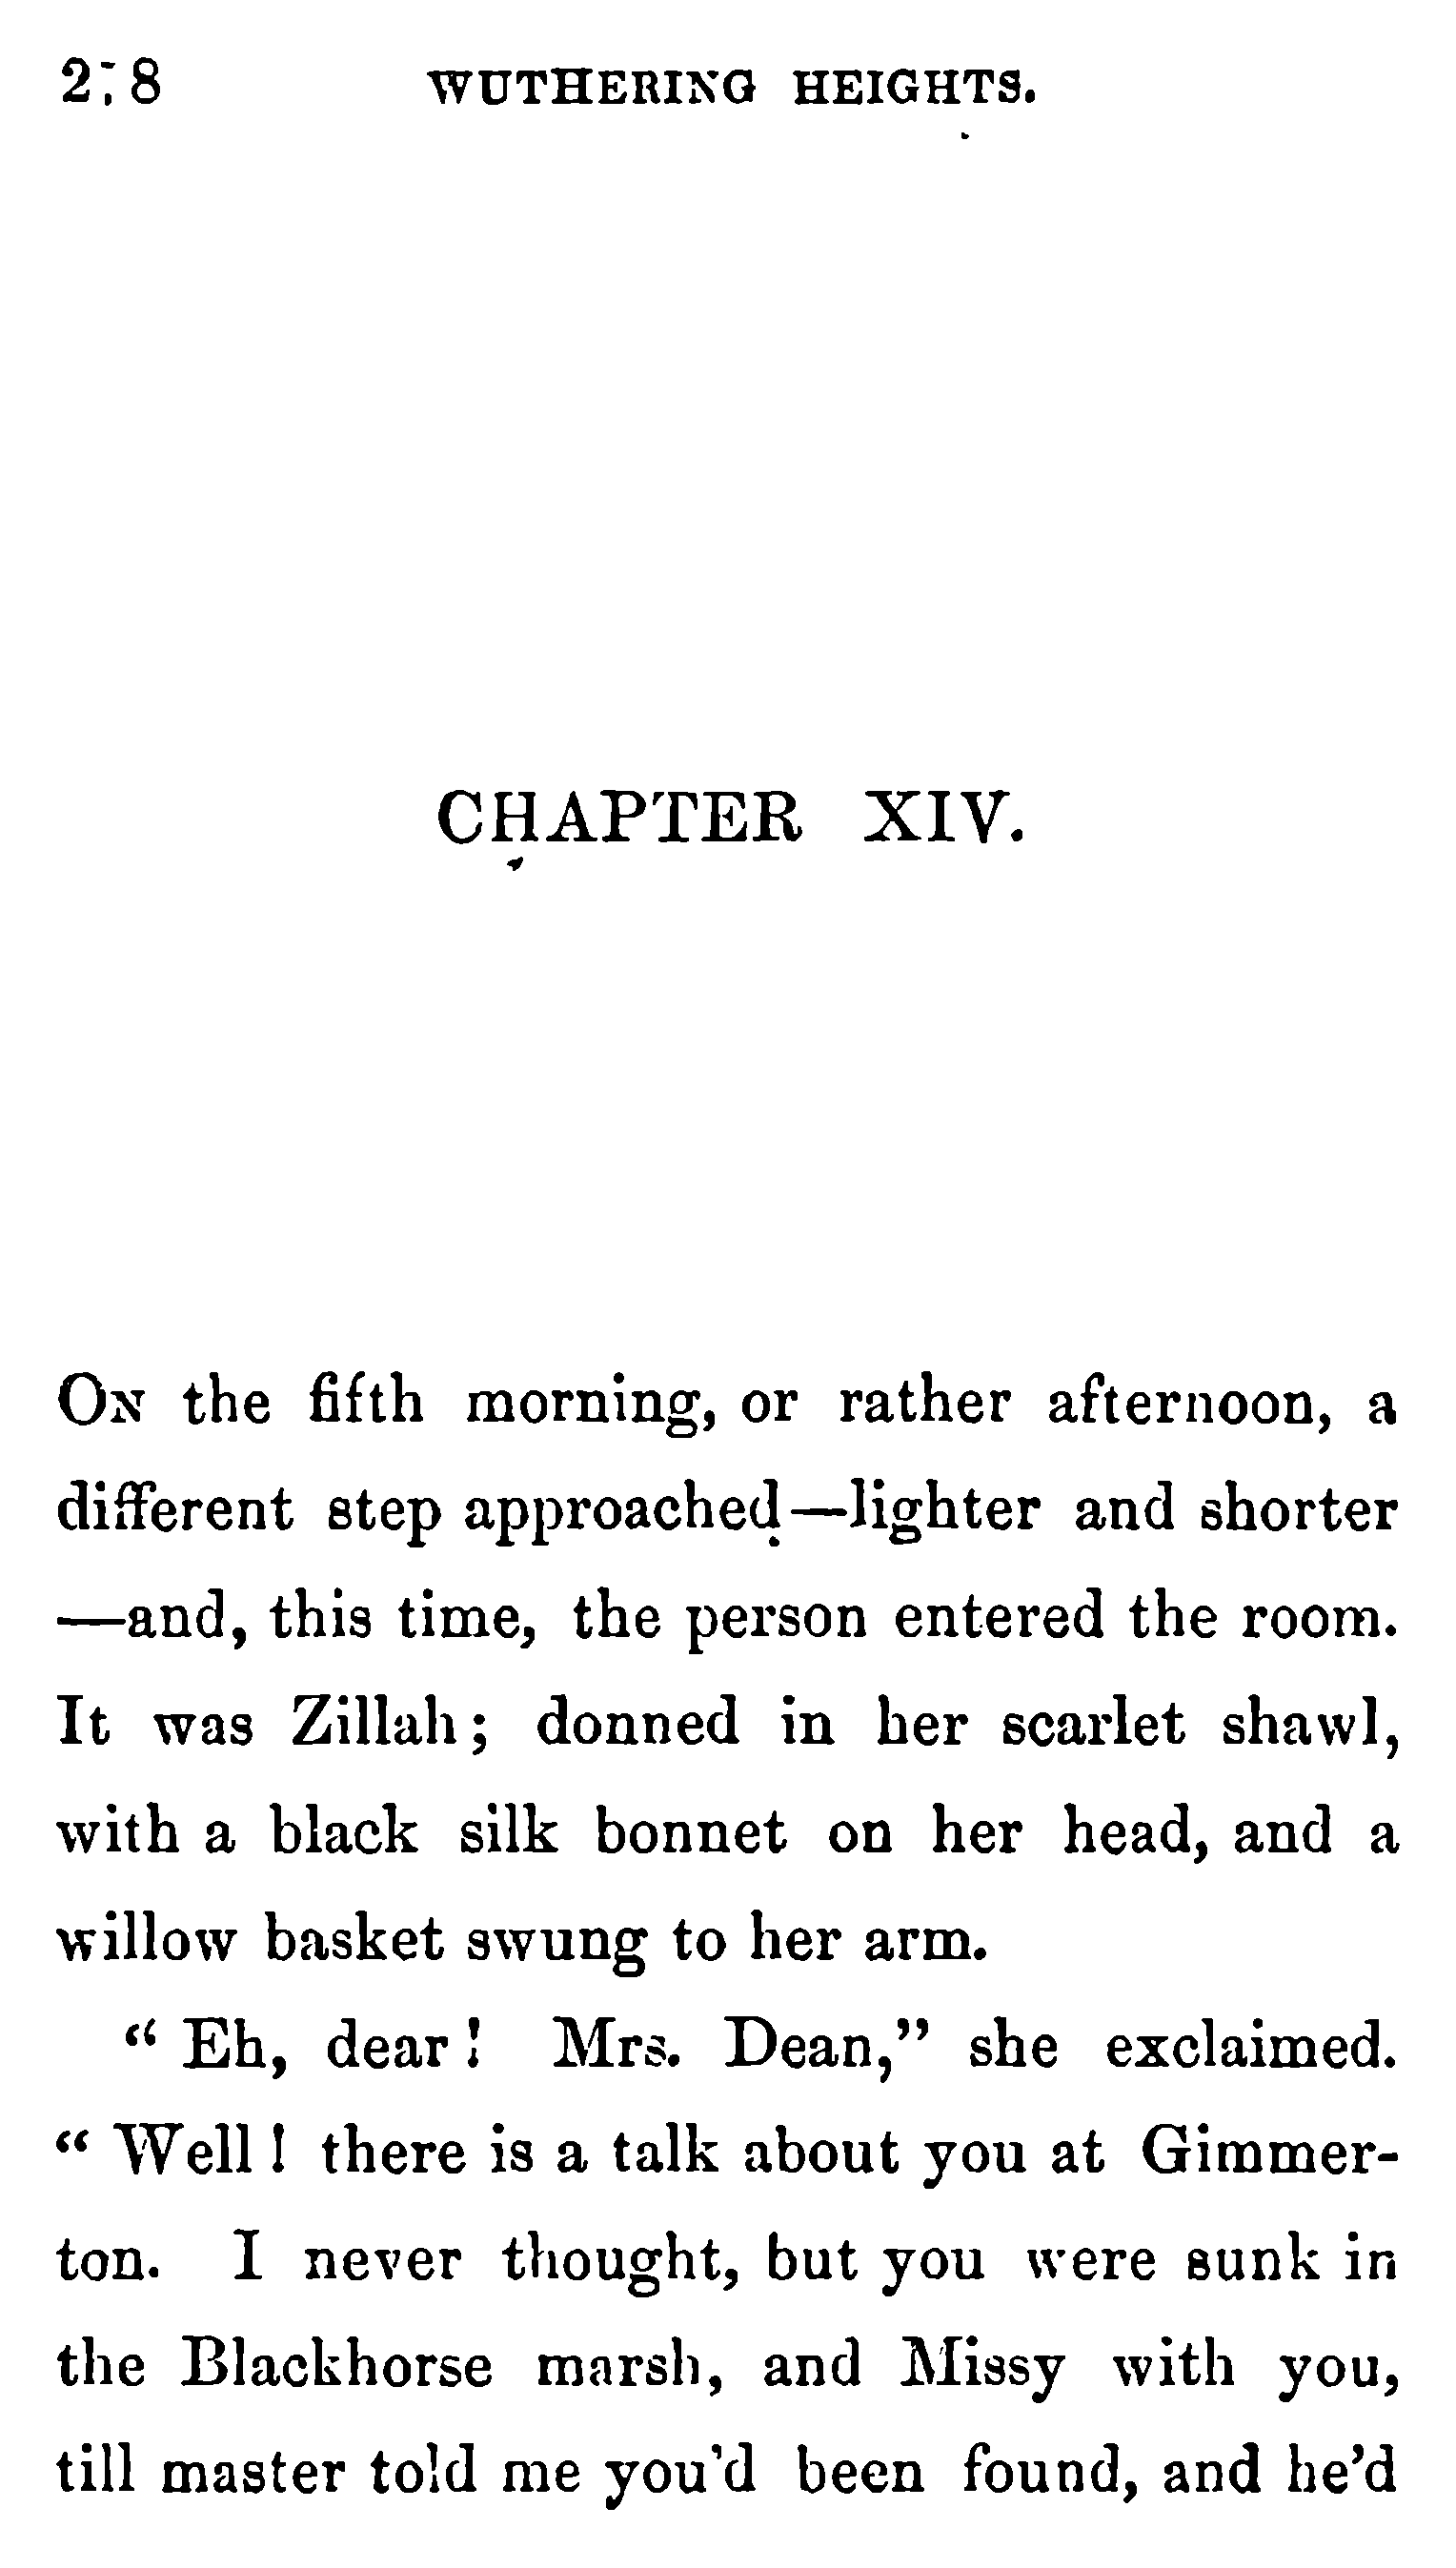 WUTHERING HEIGHTS.
CHAPTER XIV.
On the fifth morning, or rather afternoon, a
different step approached—lighter and shorter
—and, this time, the person entered the room.
It was Zillah; donned in her scarlet shawl,
with a black silk bonnet on her head, and a
willow basket swung to her arm.
“Eh, dear! Mrs. Dean,” she exclaimed.
“Well! there is a talk about you at Gimmer-
ton. I never thought, but you were sunk in
the Blackhorse marsh, and Missy with you,
till master told me you'd been found, and he'd